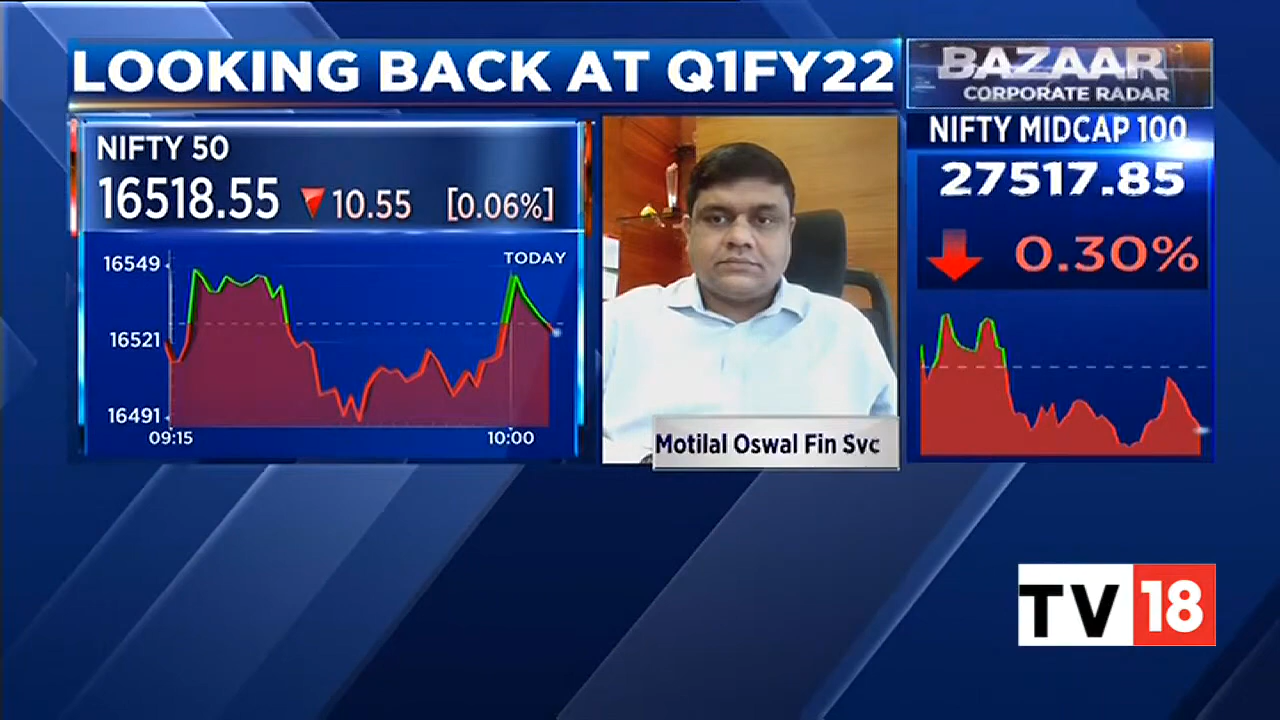 LOOKING BACK AT Q1FY22
BAZAAR
CORPORATE RADAR
NIFTY 50
16518.55 ▼10.55 [0.06%]
TODAY
16549
16521
16491
09:15 10:00
Motilal Oswal Fin Svc
NIFTY MIDCAP 100
27517.85
0.30%
TV18